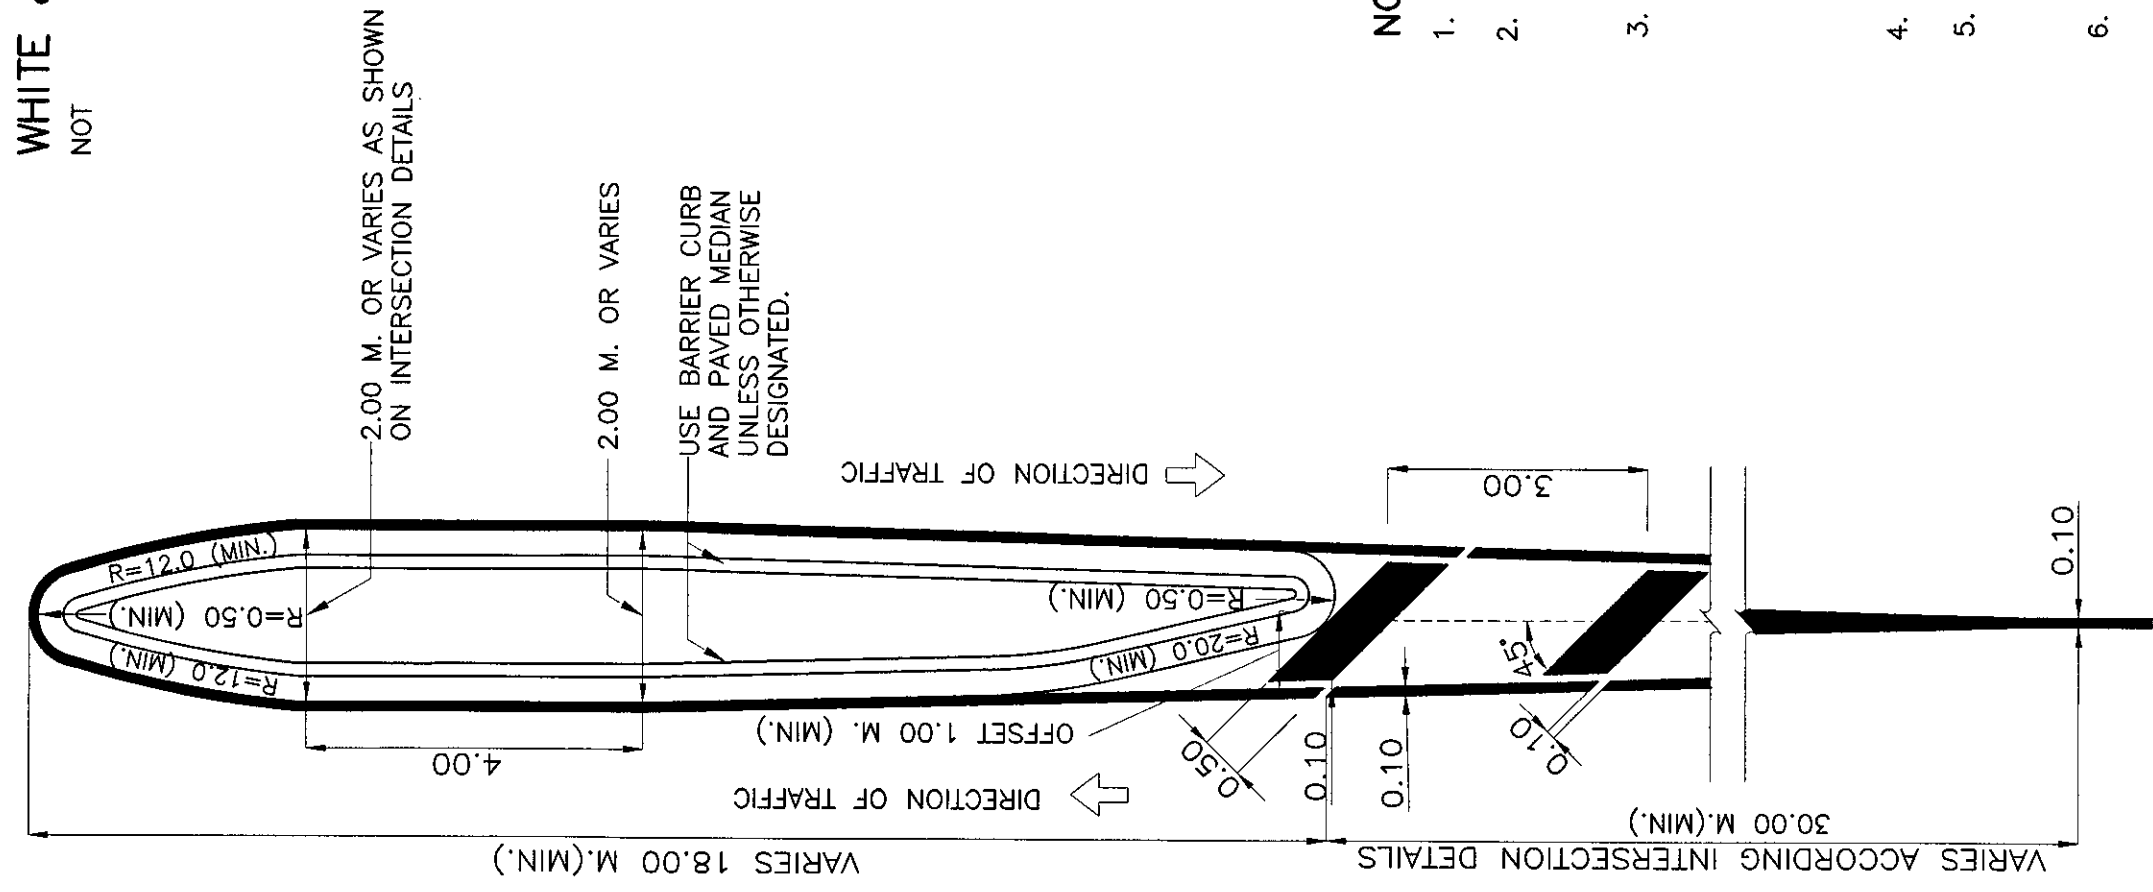 WHITE
NOT
2.00 M. OR VARIES AS SHOWN
ON INTERSECTION DETAILS
2.00 M. OR VARIES
USE BARRIER CURB
AND PAVED MEDIAN
UNLESS OTHERWISE
DESIGNATED.
DIRECTION OF TRAFFIC
R=12.0 (MIN.)
R=0.50 (MIN.)
R=12.0 (MIN.)
R=0.50 (MIN.)
R=20.0 (MIN.)
OFFSET 1.00 M. (MIN.)
4.00
DIRECTION OF TRAFFIC
VARIES 18.00 M.(MIN.)
3.00
45°
0.50
0.10
0.10
0.10
0.10
30.00 M.(MIN.)
VARIES ACCORDING INTERSECTION DETAILS
1.
2.
3.
4.
5.
6.